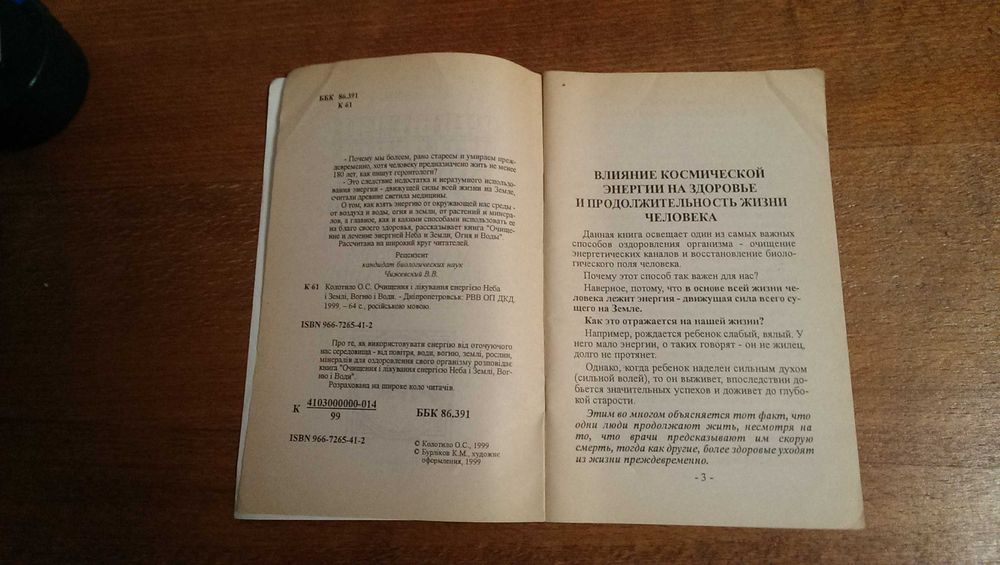 ББК 86.391
К 61
- Почему мы болеем, рано стареем и умираем преж-
девременно, хотя человеку предназначено жить не менее
180 лет, как пишут геронтологи?
- Это следствие недостатка и неразумного использо-
вания энергии - движущей силы всей жизни на Земле,
считали древние светила медицины.
О том, как взять энергию от окружающей нас среды -
от воздуха и воды, огня и земли, от растений и минера-
лов, а главное, как и какими способами использовать ее
на благо своего здоровья, рассказывает книга "Очище-
ние и лечение энергией Неба и Земли, Огня и Воды".
Рассчитана на широкий круг читателей.
Рецензент
кандидат биологических наук
Чижевский В.В.
К 61 Колотило О.С. Очищення і лікування енергією Неба
і Землі, Вогню і Води. - Дніпропетровськ: РВВ ОП ДКД,
1999. – 64 с., російською мовою.
ISBN 966-7265-41-2
Про те, як використовувати енергію від оточуючого
нас середовища - від повітря, води, вогню, землі, рослин,
мінералів для оздоровлення свого організму розповідає
книга "Очищення і лікування енергією Неба і Землі, Вог-
ню і Води".
Розрахована на широке коло читачів.
К 4103000000-014
99
ББК 86,391
ISBN 966-7265-41-2
© Колотило О.С., 1999
© Бурліков К.М., художнє
оформлення, 1999
ВЛИЯНИЕ КОСМИЧЕСКОЙ
ЭНЕРГИИ НА ЗДОРОВЬЕ
И ПРОДОЛЖИТЕЛЬНОСТЬ ЖИЗНИ
ЧЕЛОВЕКА
Данная книга освещает один из самых важных
способов оздоровления организма - очищение
энергетических каналов и восстановление биоло-
гического поля человека.
Почему этот способ так важен для нас?
Наверное, потому, что в основе всей жизни че-
ловека лежит энергия - движущая сила всего су-
щего на Земле.
Как это отражается на нашей жизни?
Например, рождается ребенок слабый, вялый. У
него мало энергии, о таких говорят - он не жилец,
долго не протянет.
Однако, когда ребенок наделен сильным духом
(сильной волей), то он выживет, впоследствии до-
бьется значительных успехов и доживет до глубо-
кой старости.
Этим во многом объясняется тот факт, что
одни люди продолжают жить, несмотря на
то, что врачи предсказывают им скорую
смерть, тогда как другие, более здоровые уходят
из жизни преждевременно.
- 3 -